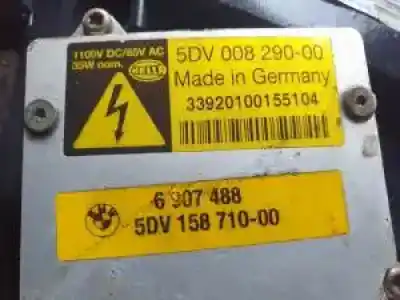 1100V DC/85V AC
35W nom.
HELLA
5DV 008 290-00
Made in Germany
33920100155104
BMW
6 907 488
5DV 158 710-00